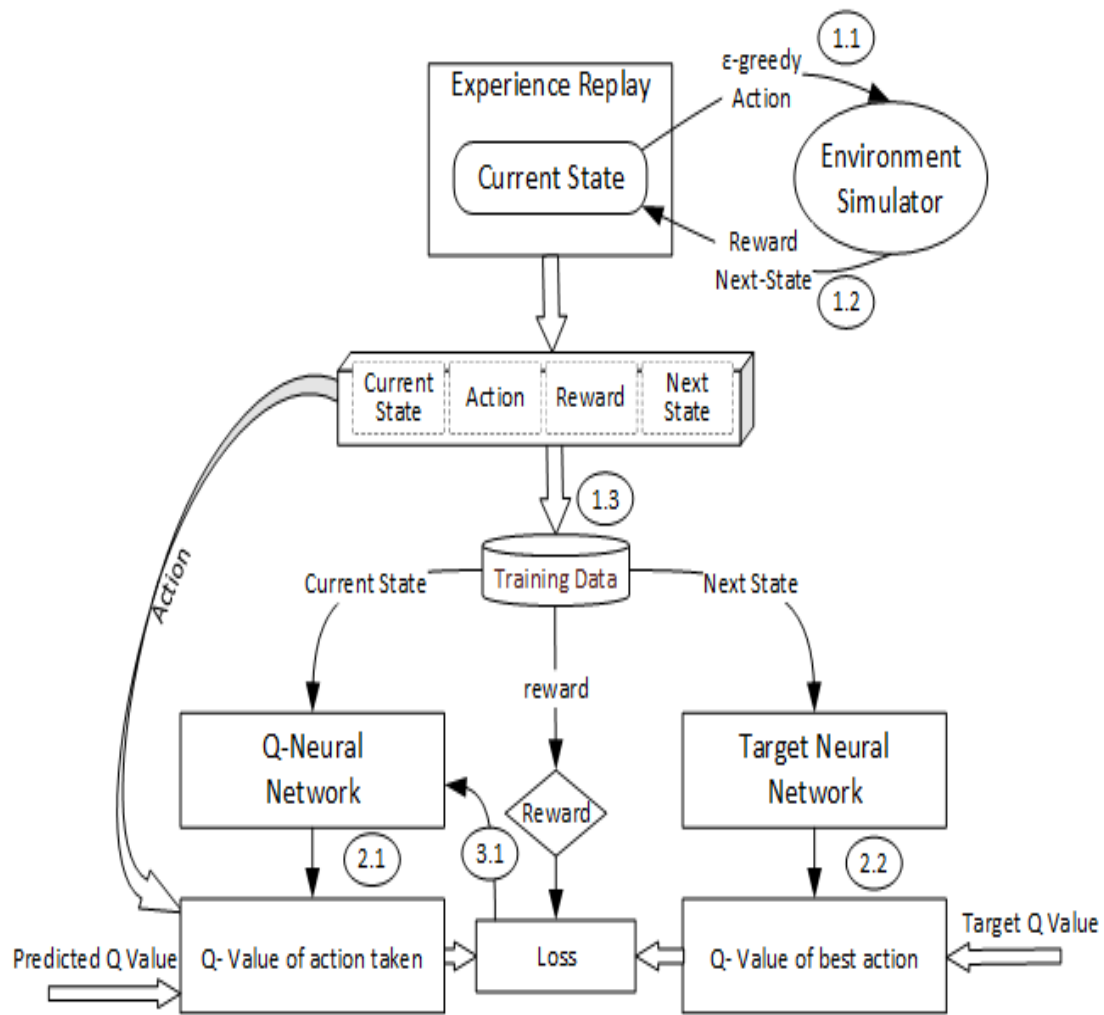 1.1
ε-greedy
Action
Experience Replay
Current State
Environment
Simulator
Reward
Next-State
1.2
Current
State
Action
Reward
Next
State
1.3
Training Data
Current State
Next State
Action
reward
Q-Neural
Network
Target Neural
Network
Reward
2.1
3.1
2.2
Predicted Q Value
Q- Value of action taken
Loss
Q- Value of best action
Target Q Value